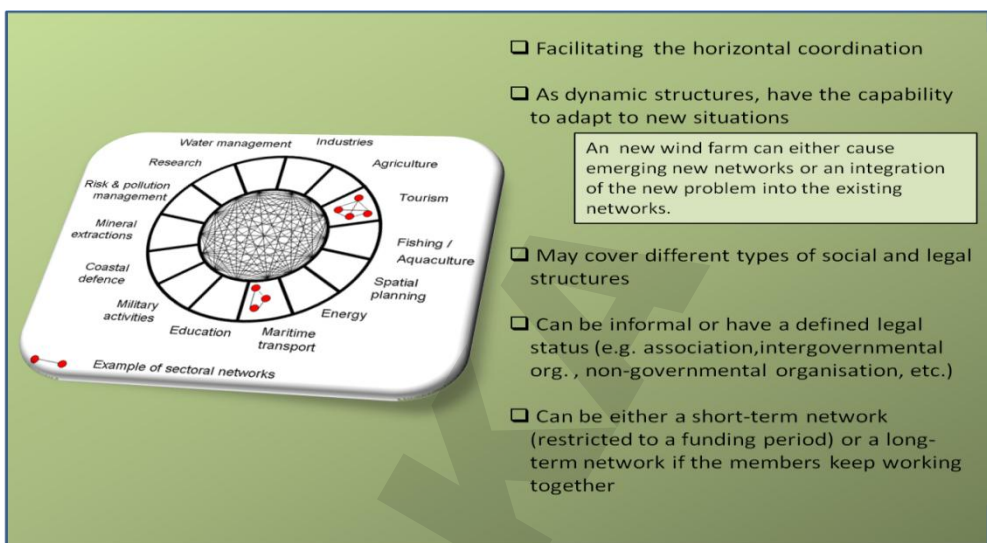 Water management
Industries
Research
Agriculture
Risk & pollution
management
Tourism
Mineral
extractions
Fishing /
Aquaculture
Coastal
defence
Spatial
planning
Military
activities
Energy
Education
Maritime
transport
Example of sectoral networks
Facilitating the horizontal coordination
As dynamic structures, have the capability
to adapt to new situations
An new wind farm can either cause
emerging new networks or an integration
of the new problem into the existing
networks.
May cover different types of social and legal
structures
Can be informal or have a defined legal
status (e.g. association,intergovernmental
org. , non-governmental organisation, etc.)
Can be either a short-term network
(restricted to a funding period) or a long-
term network if the members keep working
together